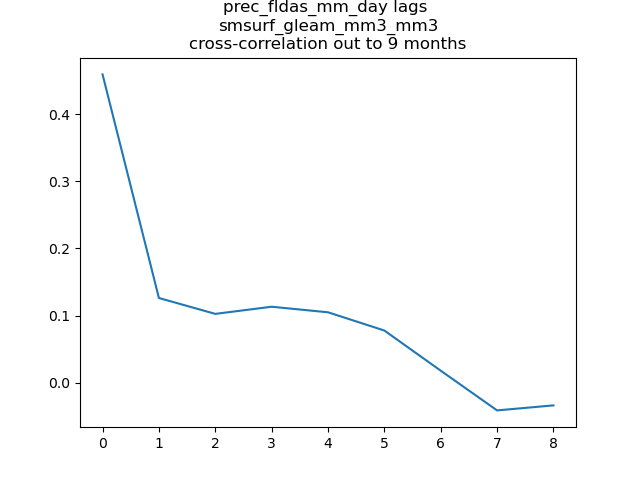 prec_fldas_mm_day lags
smsurf_gleam_mm3_mm3
cross-correlation out to 9 months
0.4
0.3
0.2
0.1
0.0
0 1 2 3 4 5 6 7 8